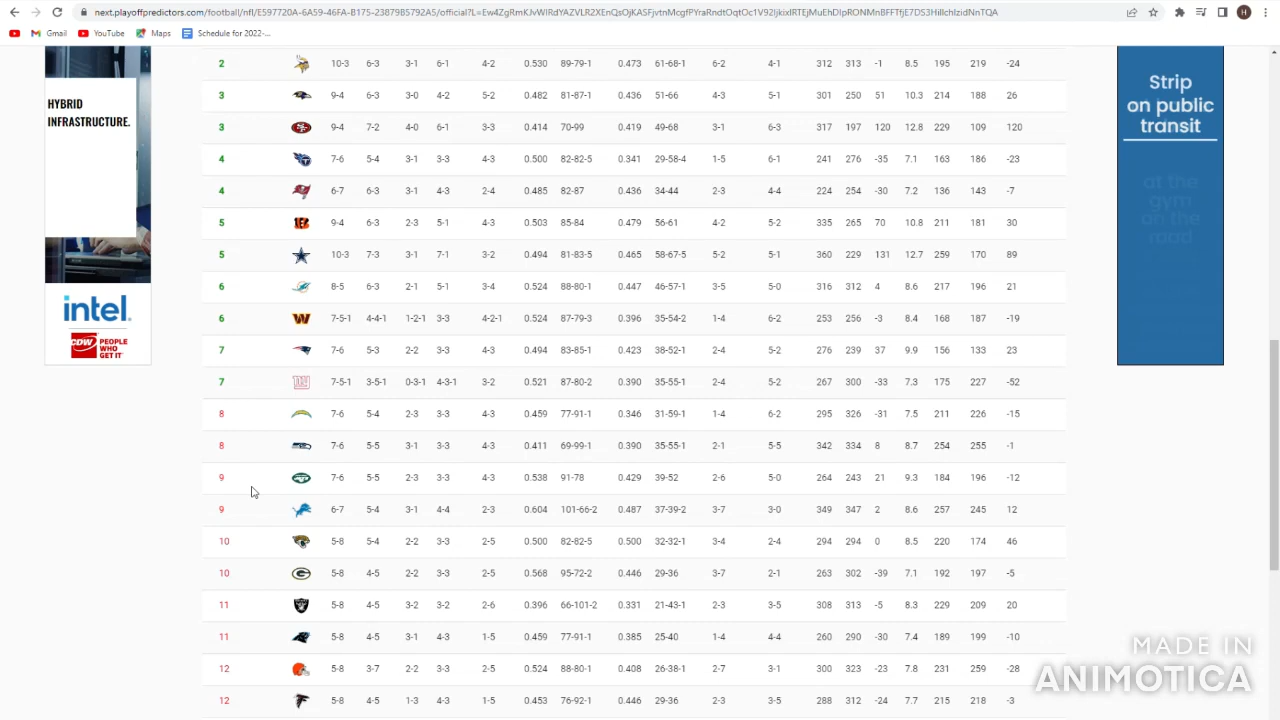 next.playoffpredictors.com/football/nfl/
Gmail YouTube Maps Schedule for 2022-...
HYBRID
INFRASTRUCTURE.
intel.
CDW PEOPLE
WHO
GET IT
Strip
on public
transit
at the
gym
on the
road
2 10-3 6-3 3-1 6-1 4-2 0.530 89-79-1 0.473 61-68-1 6-2 4-1 312 313 -1 8.5 195 219 -24
3 9-4 6-3 3-0 4-2 5-2 0.482 81-87-1 0.436 51-66 4-3 5-1 301 250 51 10.3 214 188 26
3 9-4 7-2 4-0 6-1 3-3 0.414 70-99 0.419 49-68 3-1 6-3 317 197 120 12.8 229 109 120
4 7-6 5-4 3-1 3-3 4-3 0.500 82-82-5 0.341 29-58-4 1-5 6-1 241 276 -35 7.1 163 186 -23
4 6-7 6-3 3-1 4-3 2-4 0.485 82-87 0.436 34-44 2-3 4-4 224 254 -30 7.2 136 143 -7
5 9-4 6-3 2-3 5-1 4-3 0.503 85-84 0.479 56-61 4-2 5-2 335 265 70 10.8 211 181 30
5 10-3 7-3 3-1 7-1 3-2 0.494 81-83-5 0.465 58-67-5 5-2 5-1 360 229 131 12.7 259 170 89
6 8-5 6-3 2-1 5-1 3-4 0.524 88-80-1 0.447 46-57-1 3-5 5-0 316 312 4 8.6 217 196 21
6 7-5-1 4-4-1 1-2-1 3-3 4-2-1 0.524 87-79-3 0.396 35-54-2 1-4 6-2 253 256 -3 8.4 168 187 -19
7 7-6 5-3 2-2 3-3 4-3 0.494 83-85-1 0.423 38-52-1 2-4 5-2 276 239 37 9.9 156 133 23
7 7-5-1 3-5-1 0-3-1 4-3-1 3-2 0.521 87-80-2 0.390 35-55-1 2-4 5-2 267 300 -33 7.3 175 227 -52
8 7-6 5-4 2-3 3-3 4-3 0.459 77-91-1 0.346 31-59-1 1-4 6-2 295 326 -31 7.5 211 226 -15
8 7-6 5-5 3-1 3-3 4-3 0.411 69-99-1 0.390 35-55-1 2-1 5-5 342 334 8 8.7 254 255 -1
9 7-6 5-5 2-3 3-3 4-3 0.538 91-78 0.429 39-52 2-6 5-0 264 243 21 9.3 184 196 -12
9 6-7 5-4 3-1 4-4 2-3 0.604 101-66-2 0.487 37-39-2 3-7 3-0 349 347 2 8.6 257 245 12
10 5-8 5-4 2-2 3-3 2-5 0.500 82-82-5 0.500 32-32-1 3-4 2-4 294 294 0 8.5 220 174 46
10 5-8 4-5 2-2 3-3 2-5 0.568 95-72-2 0.446 29-36 3-7 2-1 263 302 -39 7.1 192 197 -5
11 5-8 4-5 3-2 3-2 2-6 0.396 66-101-2 0.331 21-43-1 2-3 3-5 308 313 -5 8.3 229 209 20
11 5-8 4-5 3-1 4-3 1-5 0.459 77-91-1 0.385 25-40 1-4 4-4 260 290 -30 7.4 189 199 -10
12 5-8 3-7 2-2 3-3 2-5 0.524 88-80-1 0.408 26-38-1 2-7 3-1 300 323 -23 7.8 231 259 -28
12 5-8 4-5 1-3 4-3 1-5 0.453 76-92-1 0.446 29-36 2-3 3-5 288 312 -24 7.7 215 218 -3
MADE IN
ANIMOTICA